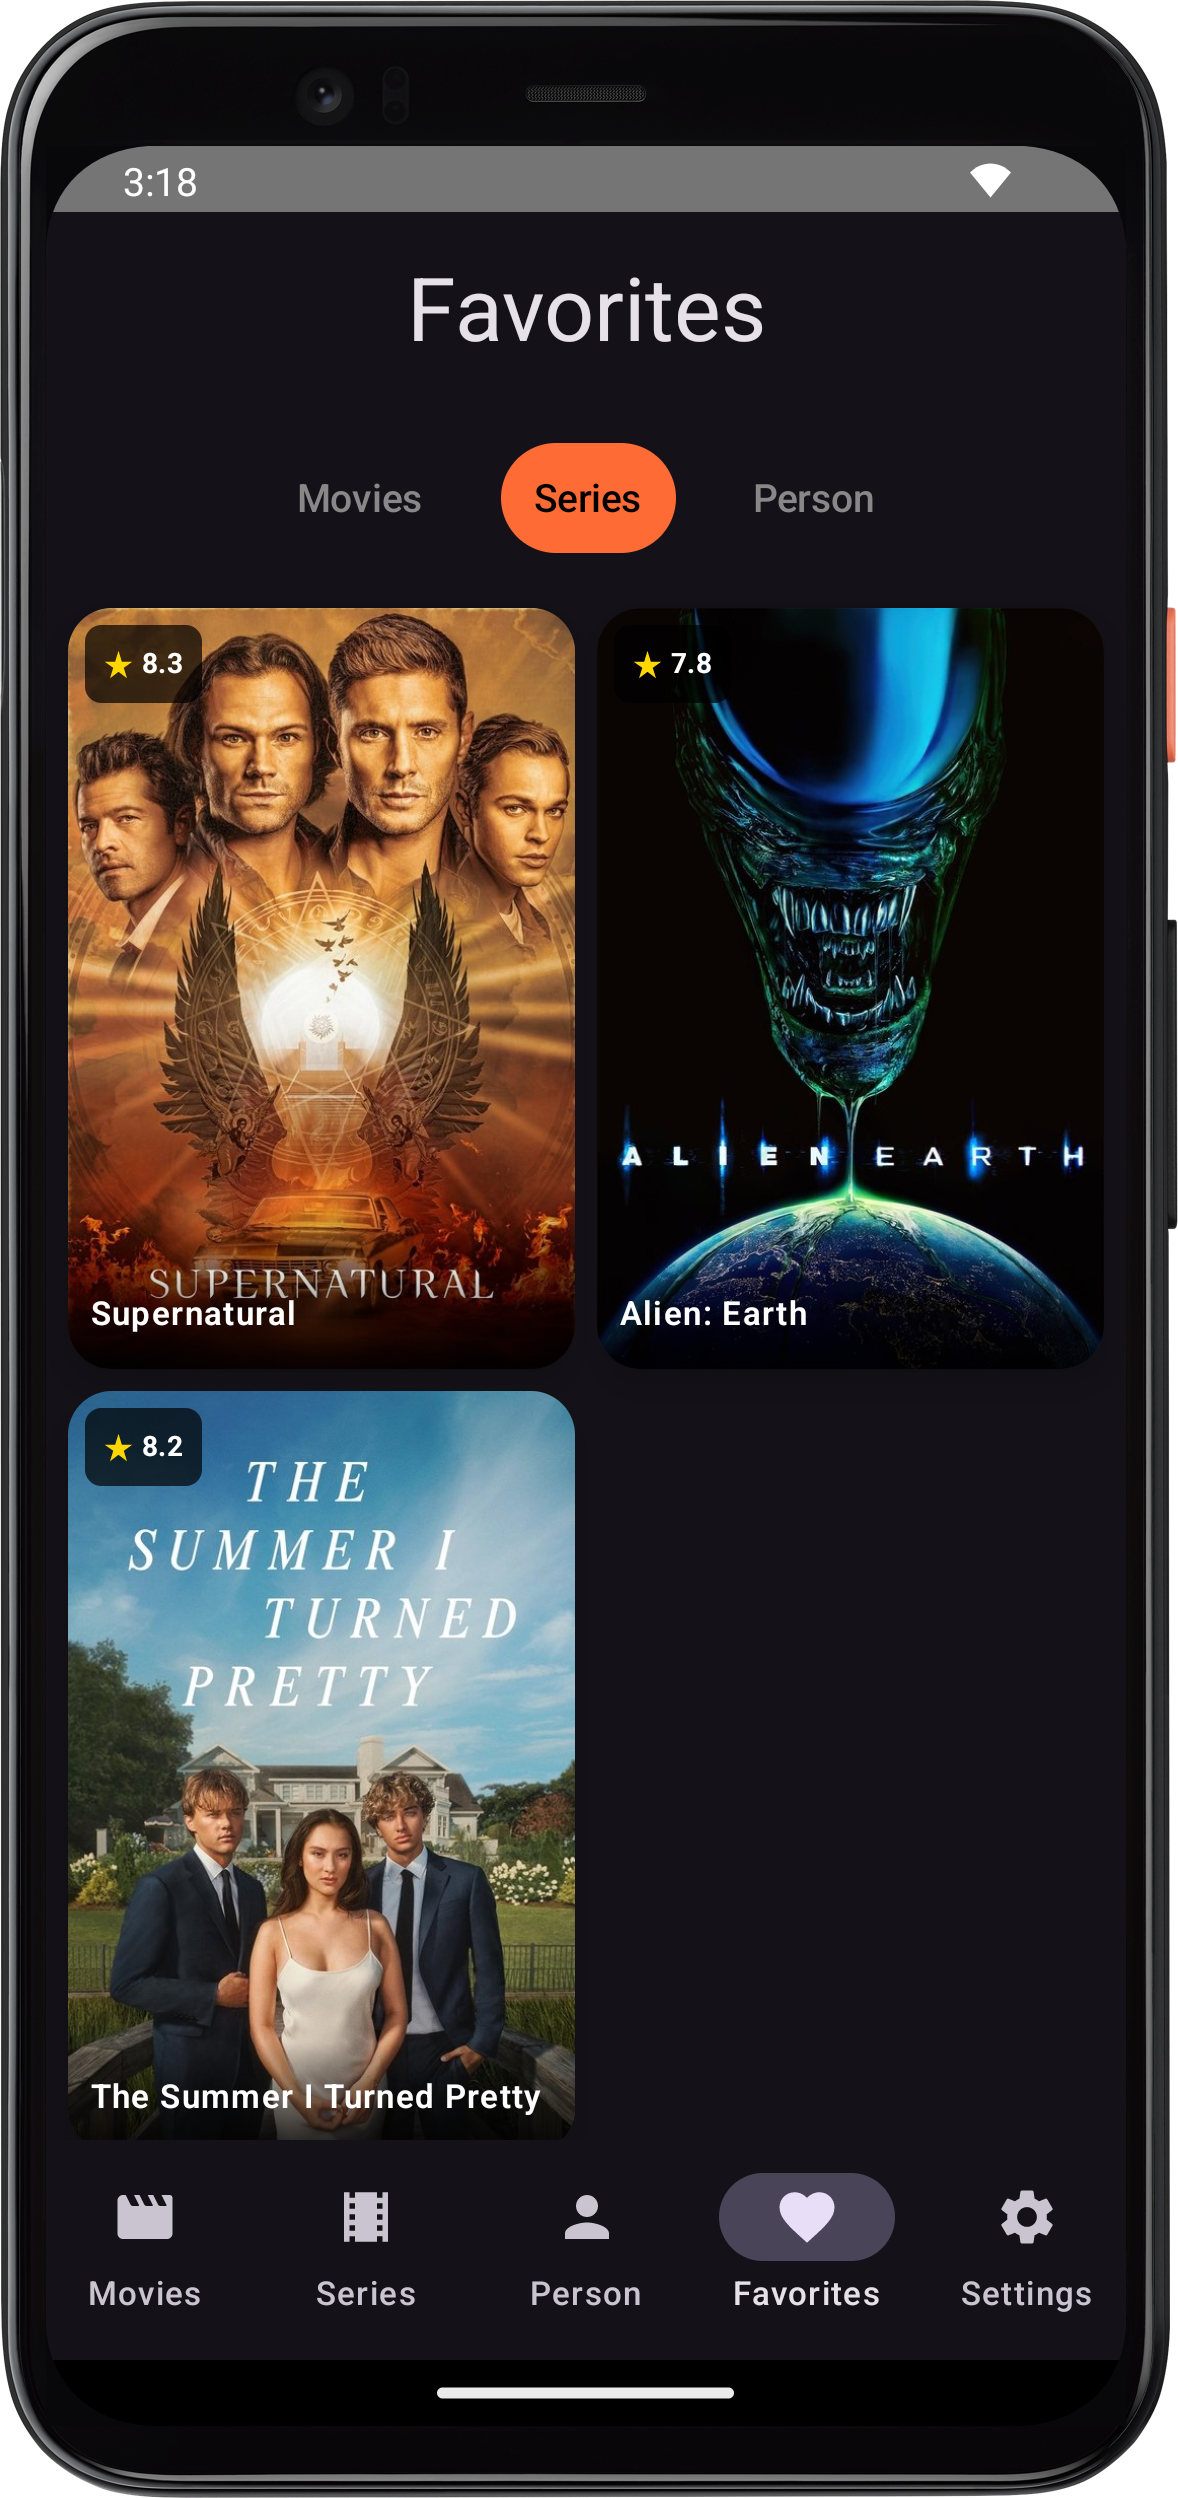 3:18
Favorites
Movies
Series
Person
8.3
SUPERNATURAL
Supernatural
7.8
ALIEN EARTH
Alien: Earth
8.2
THE
SUMMER I
TURNED
PRETTY
The Summer I Turned Pretty
Movies
Series
Person
Favorites
Settings